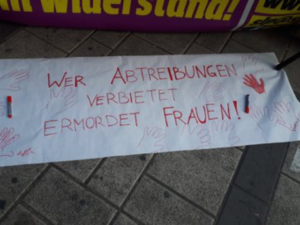 Widerstand!
WER ABTREIBUNGEN
VERBIETET
ERMORDET FRAUEN!